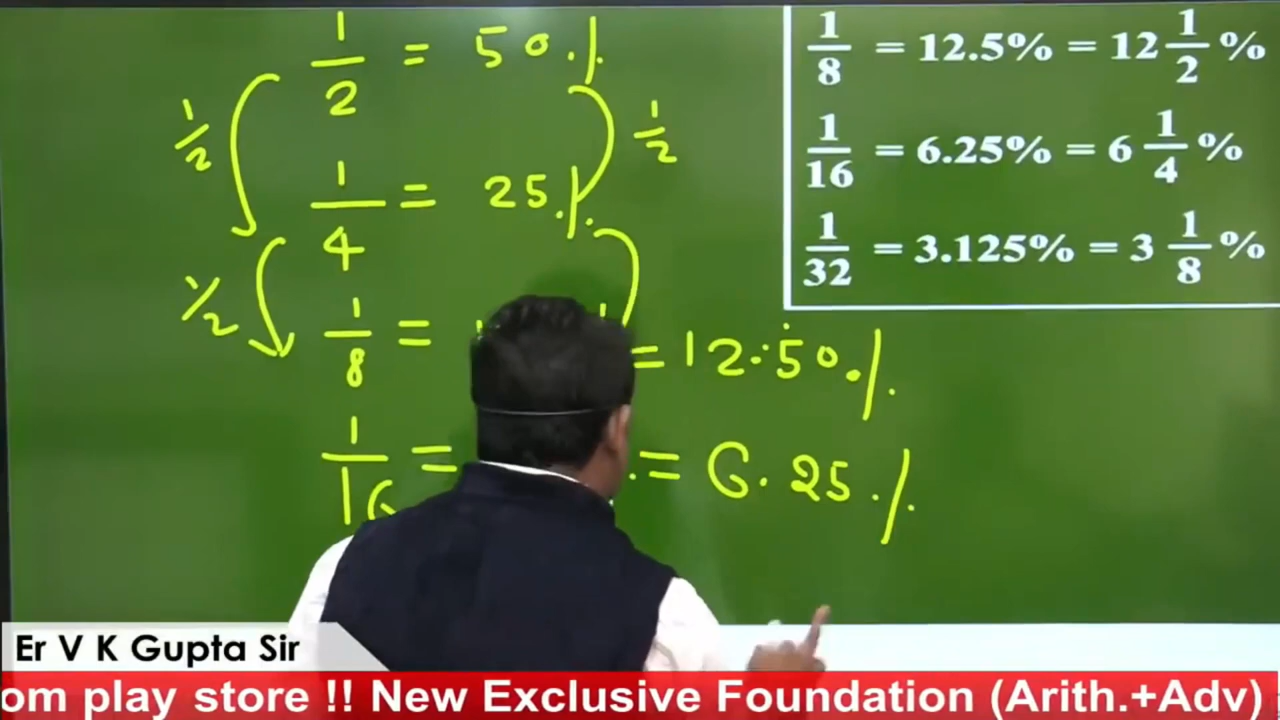 1/2 = 50%
1/2
1/2
1/4 = 25%
1/2
1/8 =
= 12.50%
1/16 =
= 6.25%
1/8 = 12.5% = 12 1/2 %
1/16 = 6.25% = 6 1/4 %
1/32 = 3.125% = 3 1/8 %
Er V K Gupta Sir
om play store !! New Exclusive Foundation (Arith.+Adv)